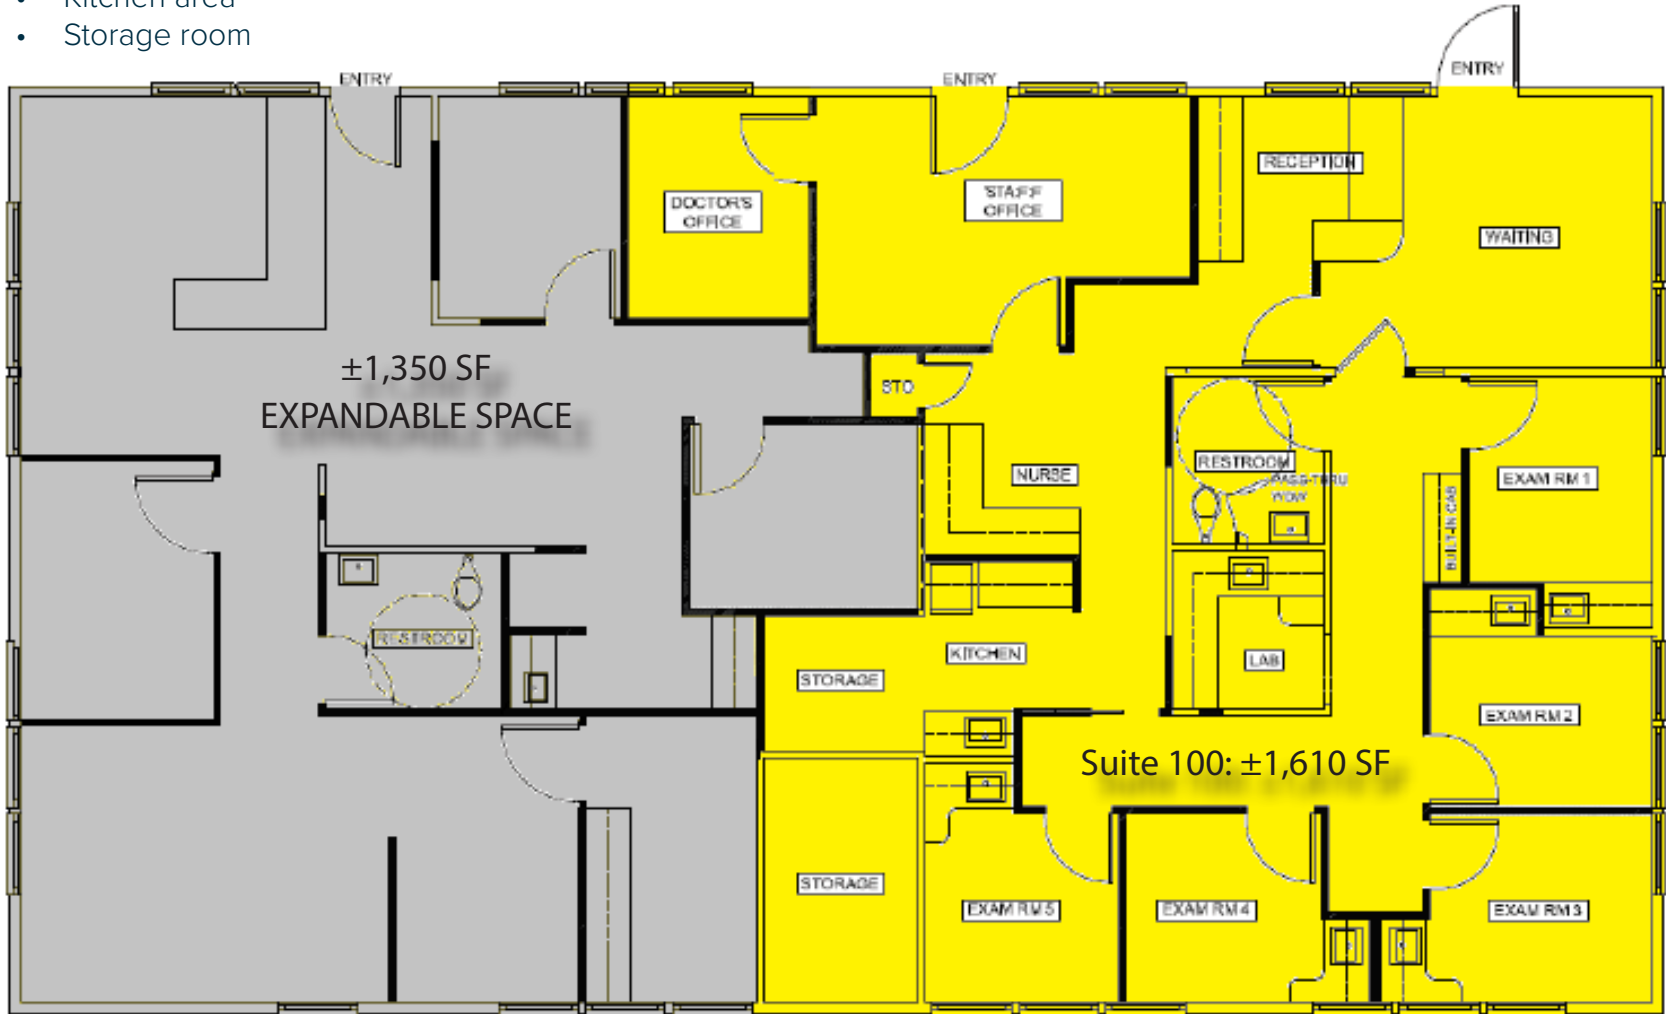 • Kitchen area
• Storage room
ENTRY
ENTRY
ENTRY
RECEPTION
DOCTOR'S
OFFICE
STAFF
OFFICE
WAITING
±1,350 SF
EXPANDABLE SPACE
STO
NURSE
RESTROOM
PASS-THRU
WDW
EXAM RM 1
BUILT-IN CAB
RESTROOM
KITCHEN
LAB
STORAGE
EXAM RM 2
Suite 100: ±1,610 SF
STORAGE
EXAM RM 5
EXAM RM 4
EXAM RM 3